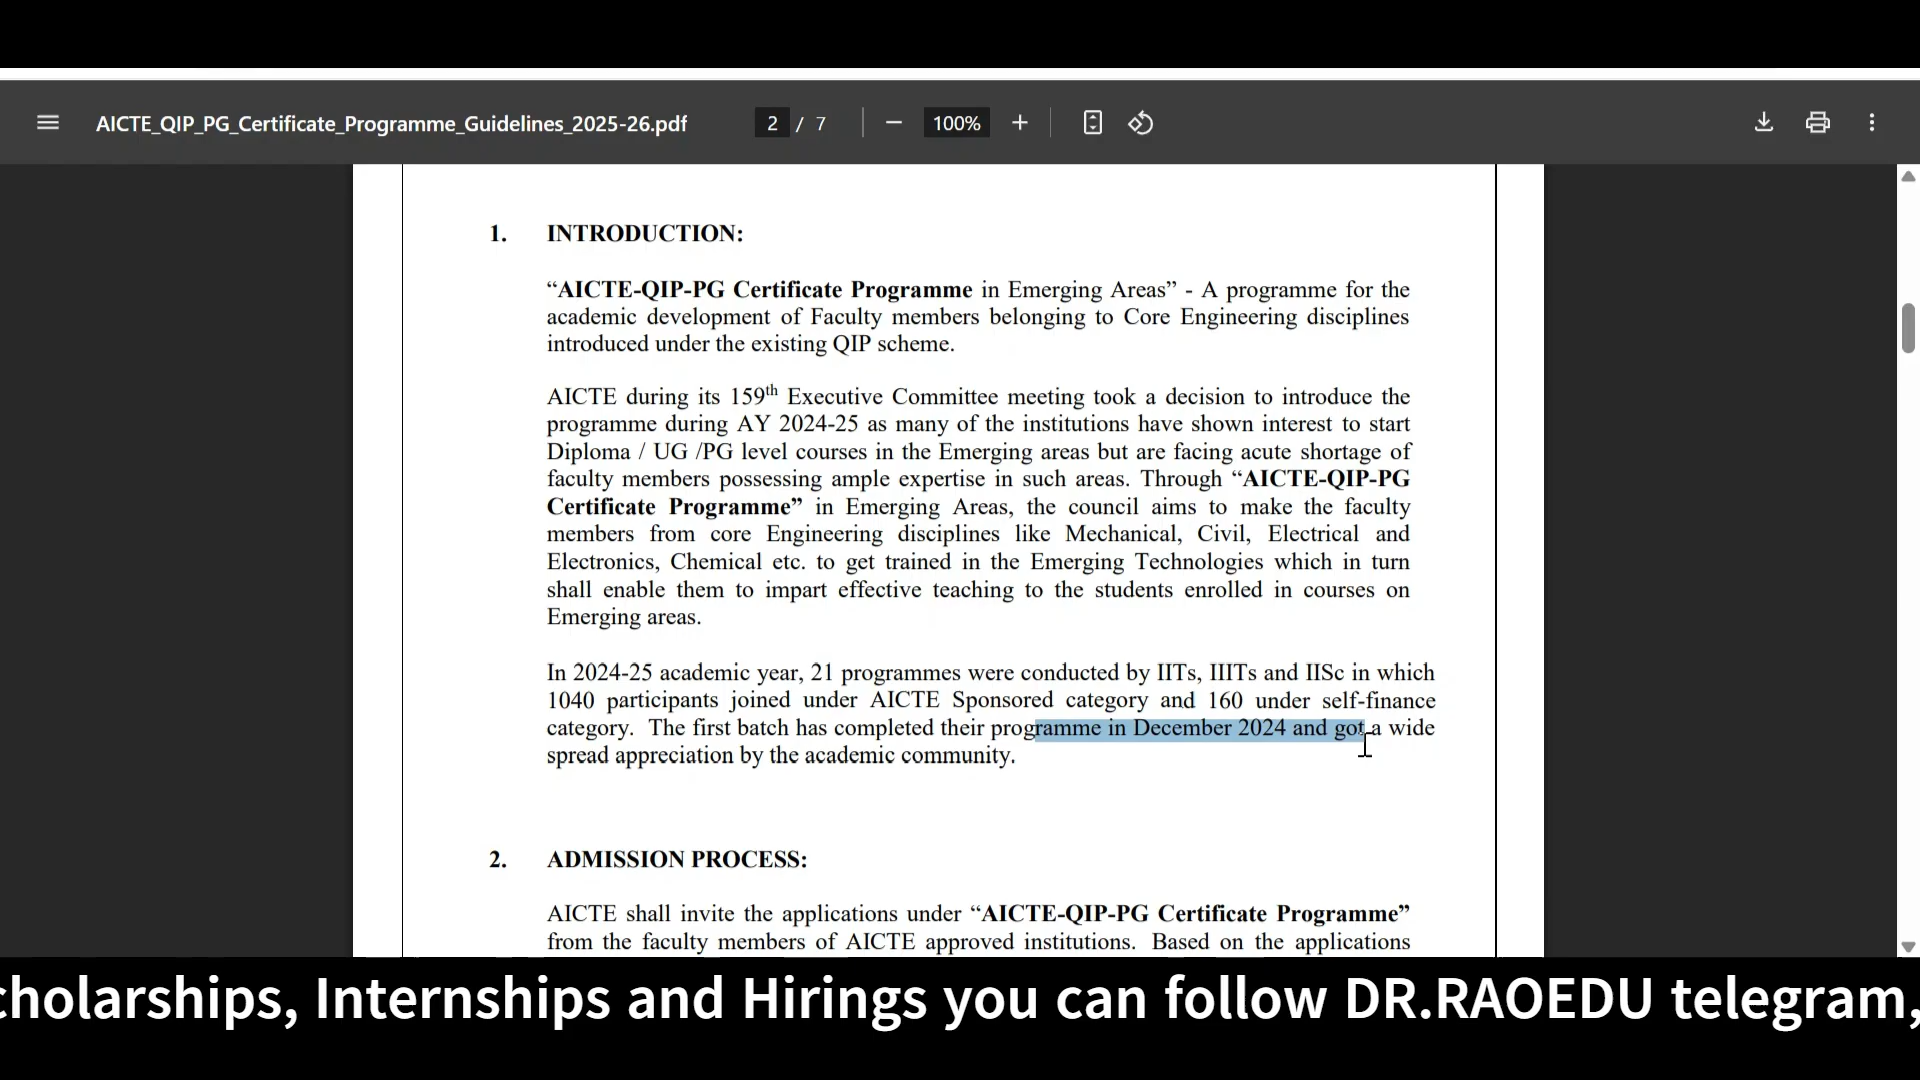 AICTE_QIP_PG_Certificate_Programme_Guidelines_2025-26.pdf
2 / 7
100%
1. INTRODUCTION:
“AICTE-QIP-PG Certificate Programme in Emerging Areas” - A programme for the
academic development of Faculty members belonging to Core Engineering disciplines
introduced under the existing QIP scheme.
AICTE during its 159th Executive Committee meeting took a decision to introduce the
programme during AY 2024-25 as many of the institutions have shown interest to start
Diploma / UG /PG level courses in the Emerging areas but are facing acute shortage of
faculty members possessing ample expertise in such areas. Through “AICTE-QIP-PG
Certificate Programme” in Emerging Areas, the council aims to make the faculty
members from core Engineering disciplines like Mechanical, Civil, Electrical and
Electronics, Chemical etc. to get trained in the Emerging Technologies which in turn
shall enable them to impart effective teaching to the students enrolled in courses on
Emerging areas.
In 2024-25 academic year, 21 programmes were conducted by IITs, IIITs and IISc in which
1040 participants joined under AICTE Sponsored category and 160 under self-finance
category. The first batch has completed their programme in December 2024 and got a wide
spread appreciation by the academic community.
2. ADMISSION PROCESS:
AICTE shall invite the applications under “AICTE-QIP-PG Certificate Programme”
from the faculty members of AICTE approved institutions. Based on the applications
cholarships, Internships and Hirings you can follow DR.RAOEDU telegram,